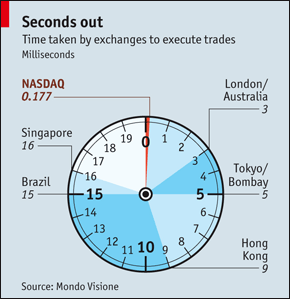 Seconds out
Time taken by exchanges to execute trades
Milliseconds
NASDAQ
0.177
London/
Australia
3
Singapore
16
Tokyo/
Bombay
5
Brazil
15
Hong
Kong
9
0
1
2
3
4
5
6
7
8
9
10
11
12
13
14
15
16
17
18
19
Source: Mondo Visione